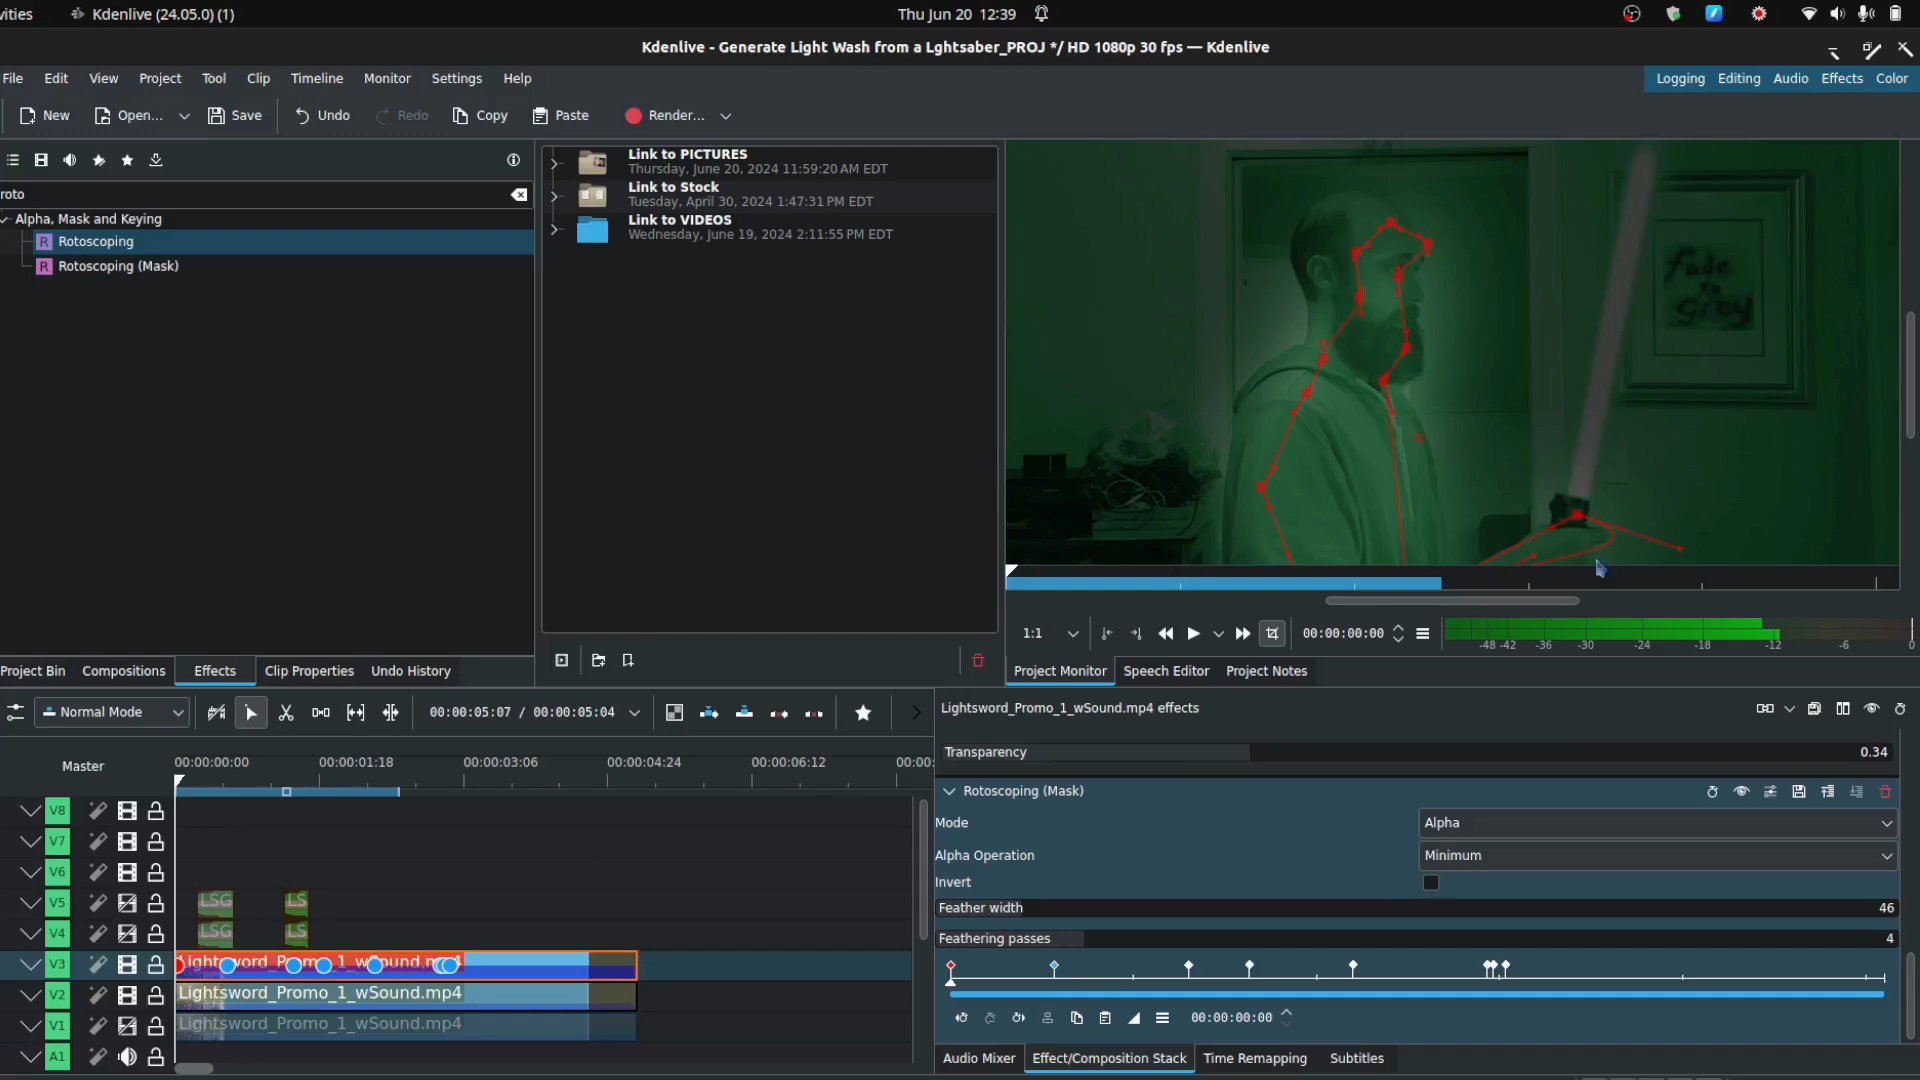 vities
Kdenlive (24.05.0) (1)
Thu Jun 20 12:39
Kdenlive - Generate Light Wash from a Lghtsaber_PROJ */ HD 1080p 30 fps — Kdenlive
File Edit View Project Tool Clip Timeline Monitor Settings Help
Logging Editing Audio Effects Color
New Open... Save Undo Redo Copy Paste Render...
roto
Alpha, Mask and Keying
R Rotoscoping
R Rotoscoping (Mask)
Link to PICTURES
Thursday, June 20, 2024 11:59:20 AM EDT
Link to Stock
Tuesday, April 30, 2024 1:47:31 PM EDT
Link to VIDEOS
Wednesday, June 19, 2024 2:11:55 PM EDT
fade
to
grey
1:1
00:00:00:00
-48 -42 -36 -30 -24 -18 -12 -6 0
Project Bin Compositions Effects Clip Properties Undo History
Project Monitor Speech Editor Project Notes
Normal Mode
00:00:05:07 / 00:00:05:04
Master
00:00:00:00 00:00:01:18 00:00:03:06 00:00:04:24 00:00:06:12 00:00:
V8
V7
V6
V5 LSG LS
V4 LSG LS
V3 Lightsword_Promo_1_wSound.mp4
V2 Lightsword_Promo_1_wSound.mp4
V1 Lightsword_Promo_1_wSound.mp4
A1
Lightsword_Promo_1_wSound.mp4 effects
Transparency 0.34
Rotoscoping (Mask)
Mode Alpha
Alpha Operation Minimum
Invert
Feather width 46
Feathering passes 4
00:00:00:00
Audio Mixer Effect/Composition Stack Time Remapping Subtitles